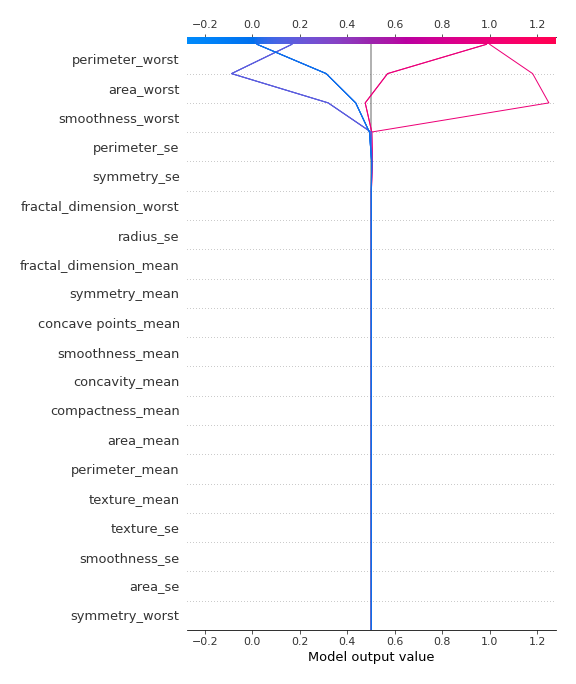 −0.2 0.0 0.2 0.4 0.6 0.8 1.0 1.2
perimeter_worst
area_worst
smoothness_worst
perimeter_se
symmetry_se
fractal_dimension_worst
radius_se
fractal_dimension_mean
symmetry_mean
concave points_mean
smoothness_mean
concavity_mean
compactness_mean
area_mean
perimeter_mean
texture_mean
texture_se
smoothness_se
area_se
symmetry_worst
−0.2 0.0 0.2 0.4 0.6 0.8 1.0 1.2
Model output value